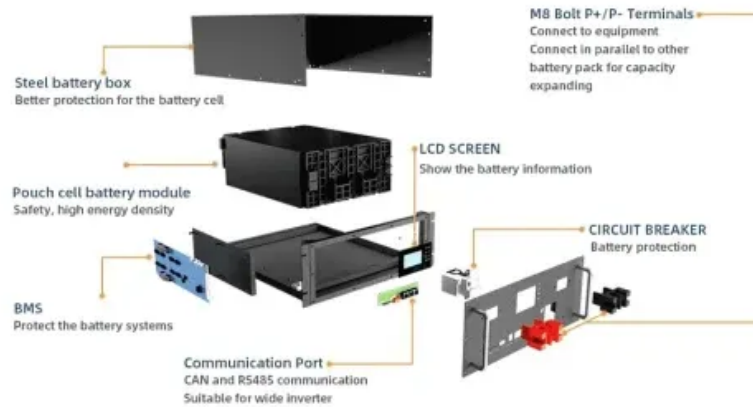 M8 Bolt P+/P- Terminals
Connect to equipment
Connect in parallel to other
battery pack for capacity
expanding
Steel battery box
Better protection for the battery cell
LCD SCREEN
Show the battery information
Pouch cell battery module
Safety, high energy density
CIRCUIT BREAKER
Battery protection
BMS
Protect the battery systems
Communication Port
CAN and RS485 communication
Suitable for wide inverter